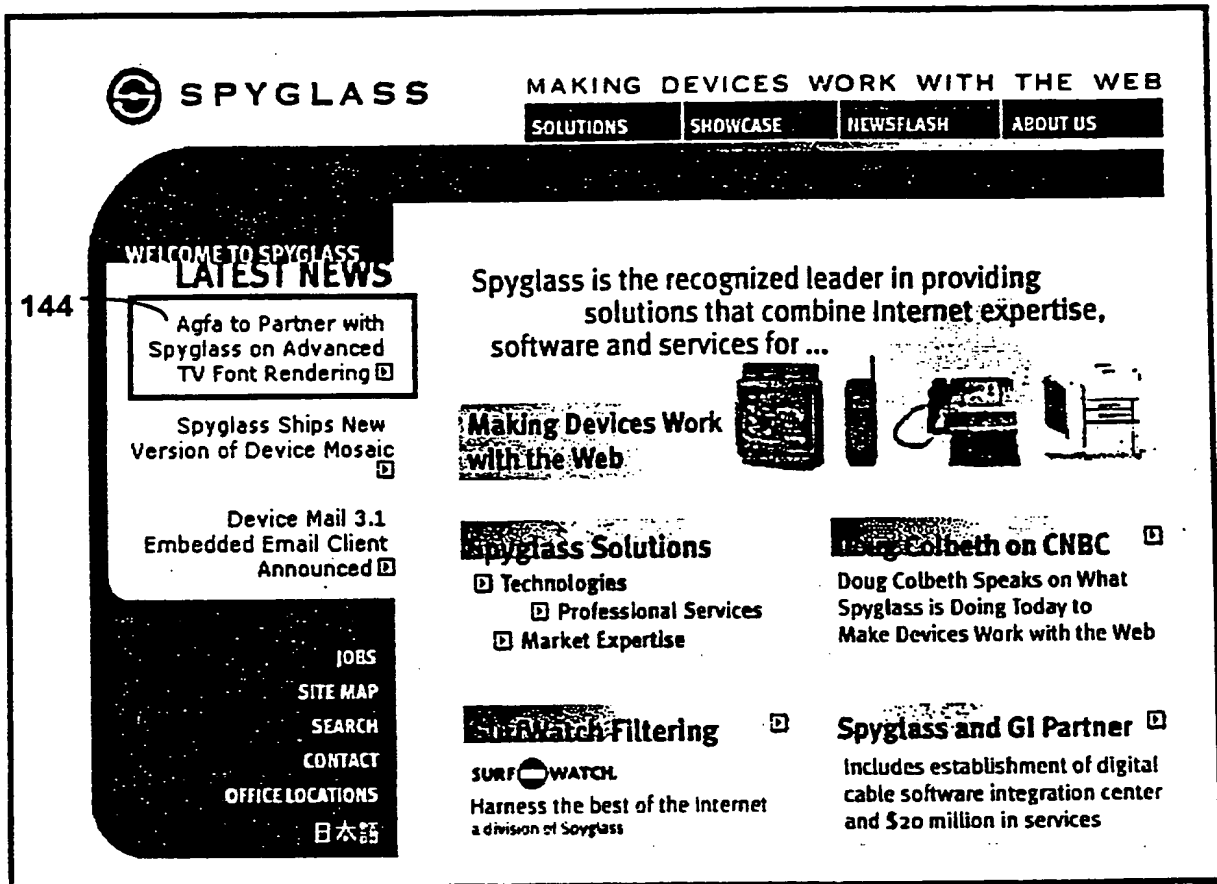 SPYGLASS
MAKING DEVICES WORK WITH THE WEB
SOLUTIONS
SHOWCASE
NEWSFLASH
ABOUT US
WELCOME TO SPYGLASS
LATEST NEWS
144
Agfa to Partner with
Spyglass on Advanced
TV Font Rendering
Spyglass Ships New
Version of Device Mosaic
Device Mail 3.1
Embedded Email Client
Announced
JOBS
SITE MAP
SEARCH
CONTACT
OFFICE LOCATIONS
日本語
Spyglass is the recognized leader in providing
solutions that combine Internet expertise,
software and services for ...
Making Devices Work
with the Web
Spyglass Solutions
Technologies
Professional Services
Market Expertise
Doug Colbeth on CNBC
Doug Colbeth Speaks on What
Spyglass is Doing Today to
Make Devices Work with the Web
SurfWatch Filtering
SURF WATCH.
Harness the best of the Internet
a division of Spyglass
Spyglass and GI Partner
Includes establishment of digital
cable software integration center
and $20 million in services